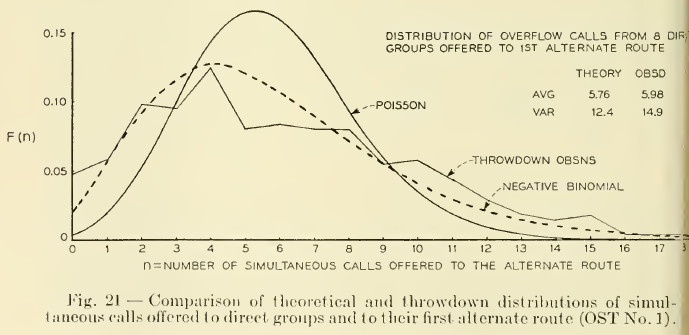 DISTRIBUTION OF OVERFLOW CALLS FROM 8
GROUPS OFFERED TO 1ST ALTERNATE ROUTE
THEORY OBSD
AVG 5.76 5.98
VAR 12.4 14.9
0.15
0.10
0.05
0
F(n)
POISSON
THROWDOWN OBSNS
NEGATIVE BINOMIAL
0 1 2 3 4 5 6 7 8 9 10 11 12 13 14 15 16 17
n=NUMBER OF SIMULTANEOUS CALLS OFFERED TO THE ALTERNATE ROUTE
Fig. 21 — Comparison of theoretical and throwdown distributions of simul-
taneous calls offered to direct groups and to their first alternate route (OST No. 1).